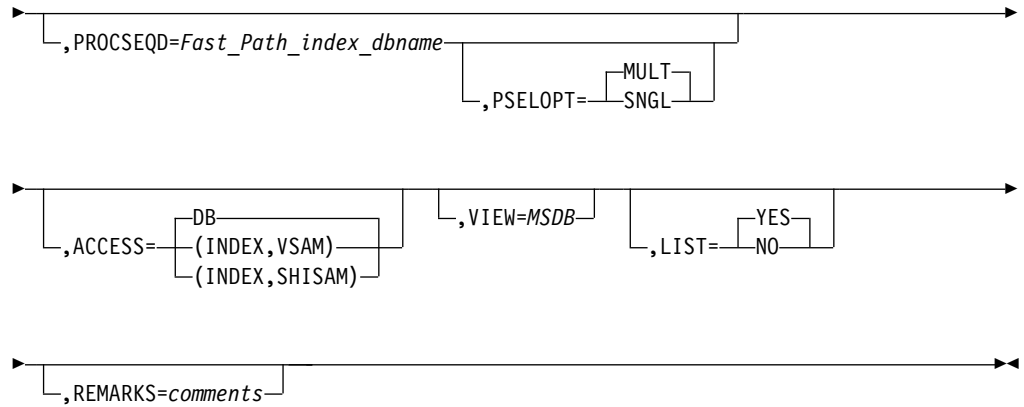 ,PROCSEQD=Fast_Path_index_dbname
MULT
,PSELOPT= SNGL
DB
,ACCESS= (INDEX,VSAM)
(INDEX,SHISAM)
,VIEW=MSDB
YES
,LIST= NO
,REMARKS=comments